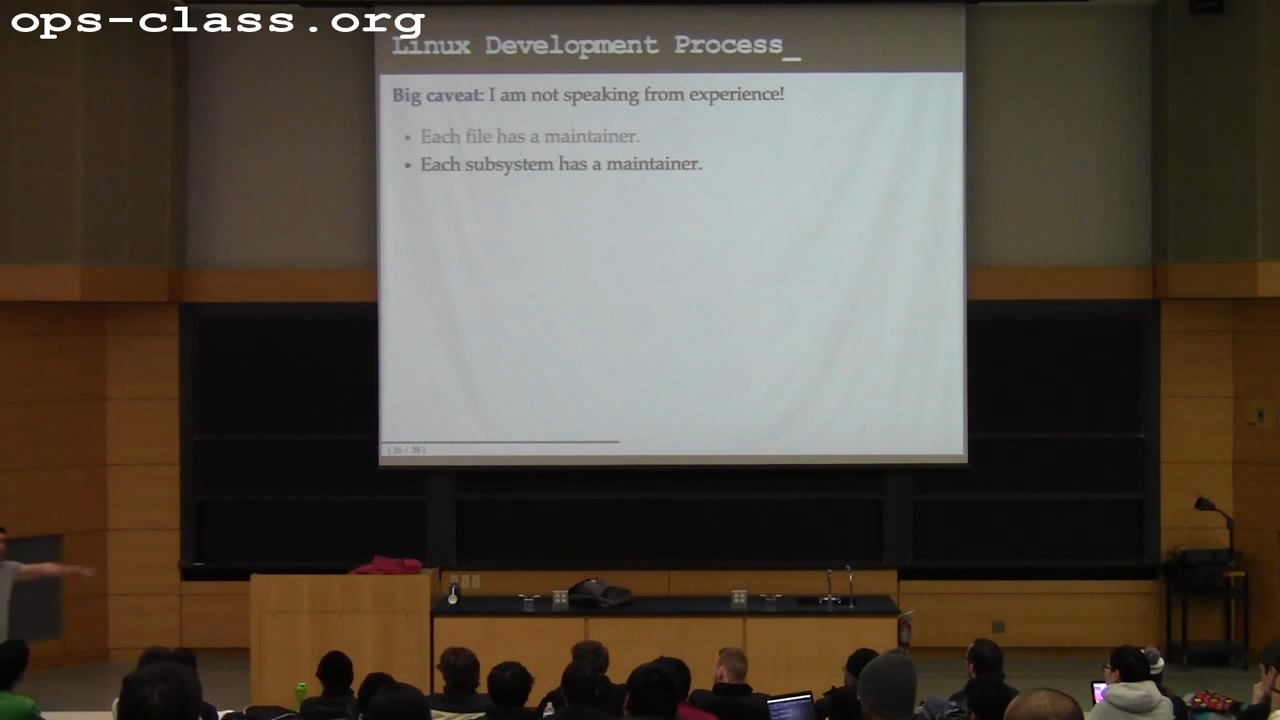 ops-class.org
Linux Development Process_
Big caveat: I am not speaking from experience!
• Each file has a maintainer.
• Each subsystem has a maintainer.